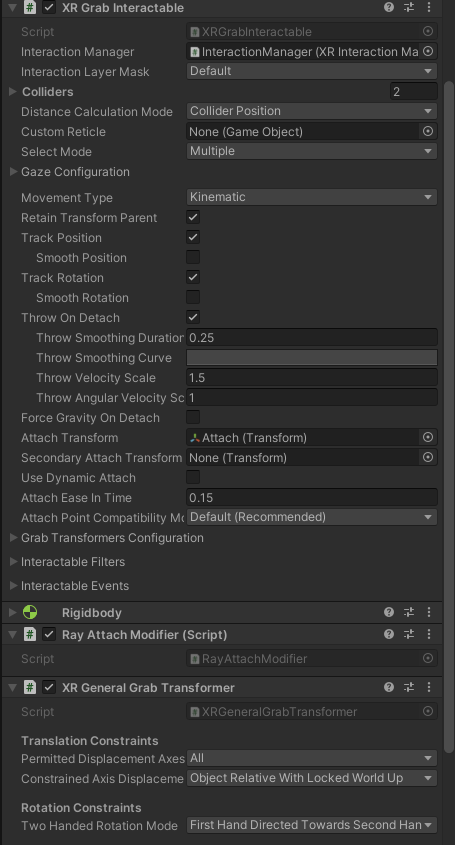 XR Grab Interactable
Script XRGrabInteractable
Interaction Manager InteractionManager (XR Interaction Ma
Interaction Layer Mask Default
Colliders 2
Distance Calculation Mode Collider Position
Custom Reticle None (Game Object)
Select Mode Multiple
Gaze Configuration
Movement Type Kinematic
Retain Transform Parent
Track Position
Smooth Position
Track Rotation
Smooth Rotation
Throw On Detach
Throw Smoothing Duration 0.25
Throw Smoothing Curve
Throw Velocity Scale 1.5
Throw Angular Velocity Sc 1
Force Gravity On Detach
Attach Transform Attach (Transform)
Secondary Attach Transform None (Transform)
Use Dynamic Attach
Attach Ease In Time 0.15
Attach Point Compatibility Mo Default (Recommended)
Grab Transformers Configuration
Interactable Filters
Interactable Events
Rigidbody
Ray Attach Modifier (Script)
Script RayAttachModifier
XR General Grab Transformer
Script XRGeneralGrabTransformer
Translation Constraints
Permitted Displacement Axes All
Constrained Axis Displaceme Object Relative With Locked World Up
Rotation Constraints
Two Handed Rotation Mode First Hand Directed Towards Second Han